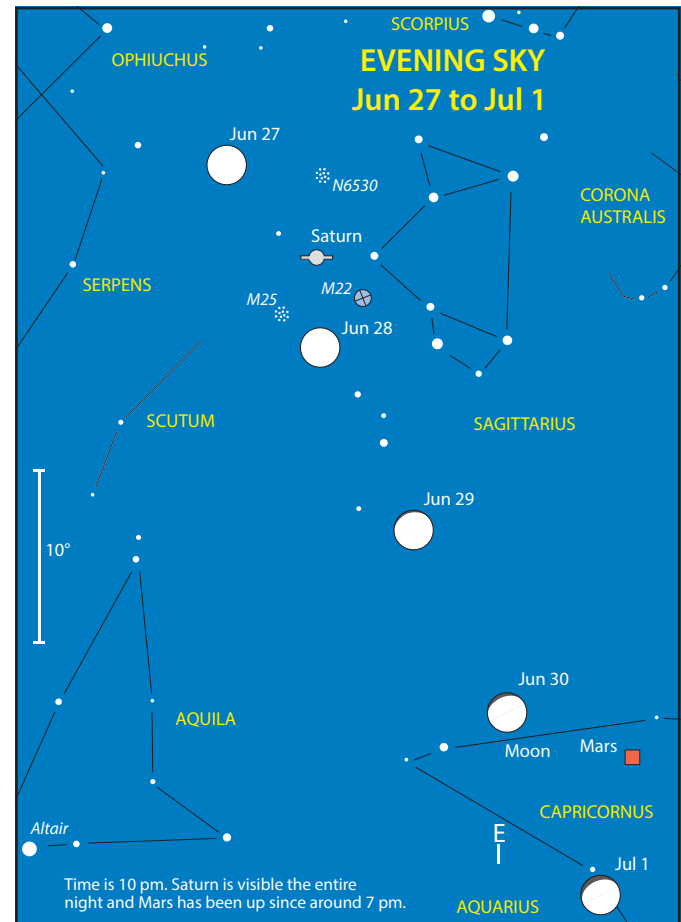 SCORPIUS
OPHIUCHUS
EVENING SKY
Jun 27 to Jul 1
Jun 27
N6530
CORONA
AUSTRALIS
Saturn
SERPENS
M22
M25
Jun 28
SCUTUM
SAGITTARIUS
Jun 29
10°
Jun 30
AQUILA
Moon
Mars
CAPRICORNUS
Altair
E
Jul 1
Time is 10 pm. Saturn is visible the entire
night and Mars has been up since around 7 pm.
AQUARIUS